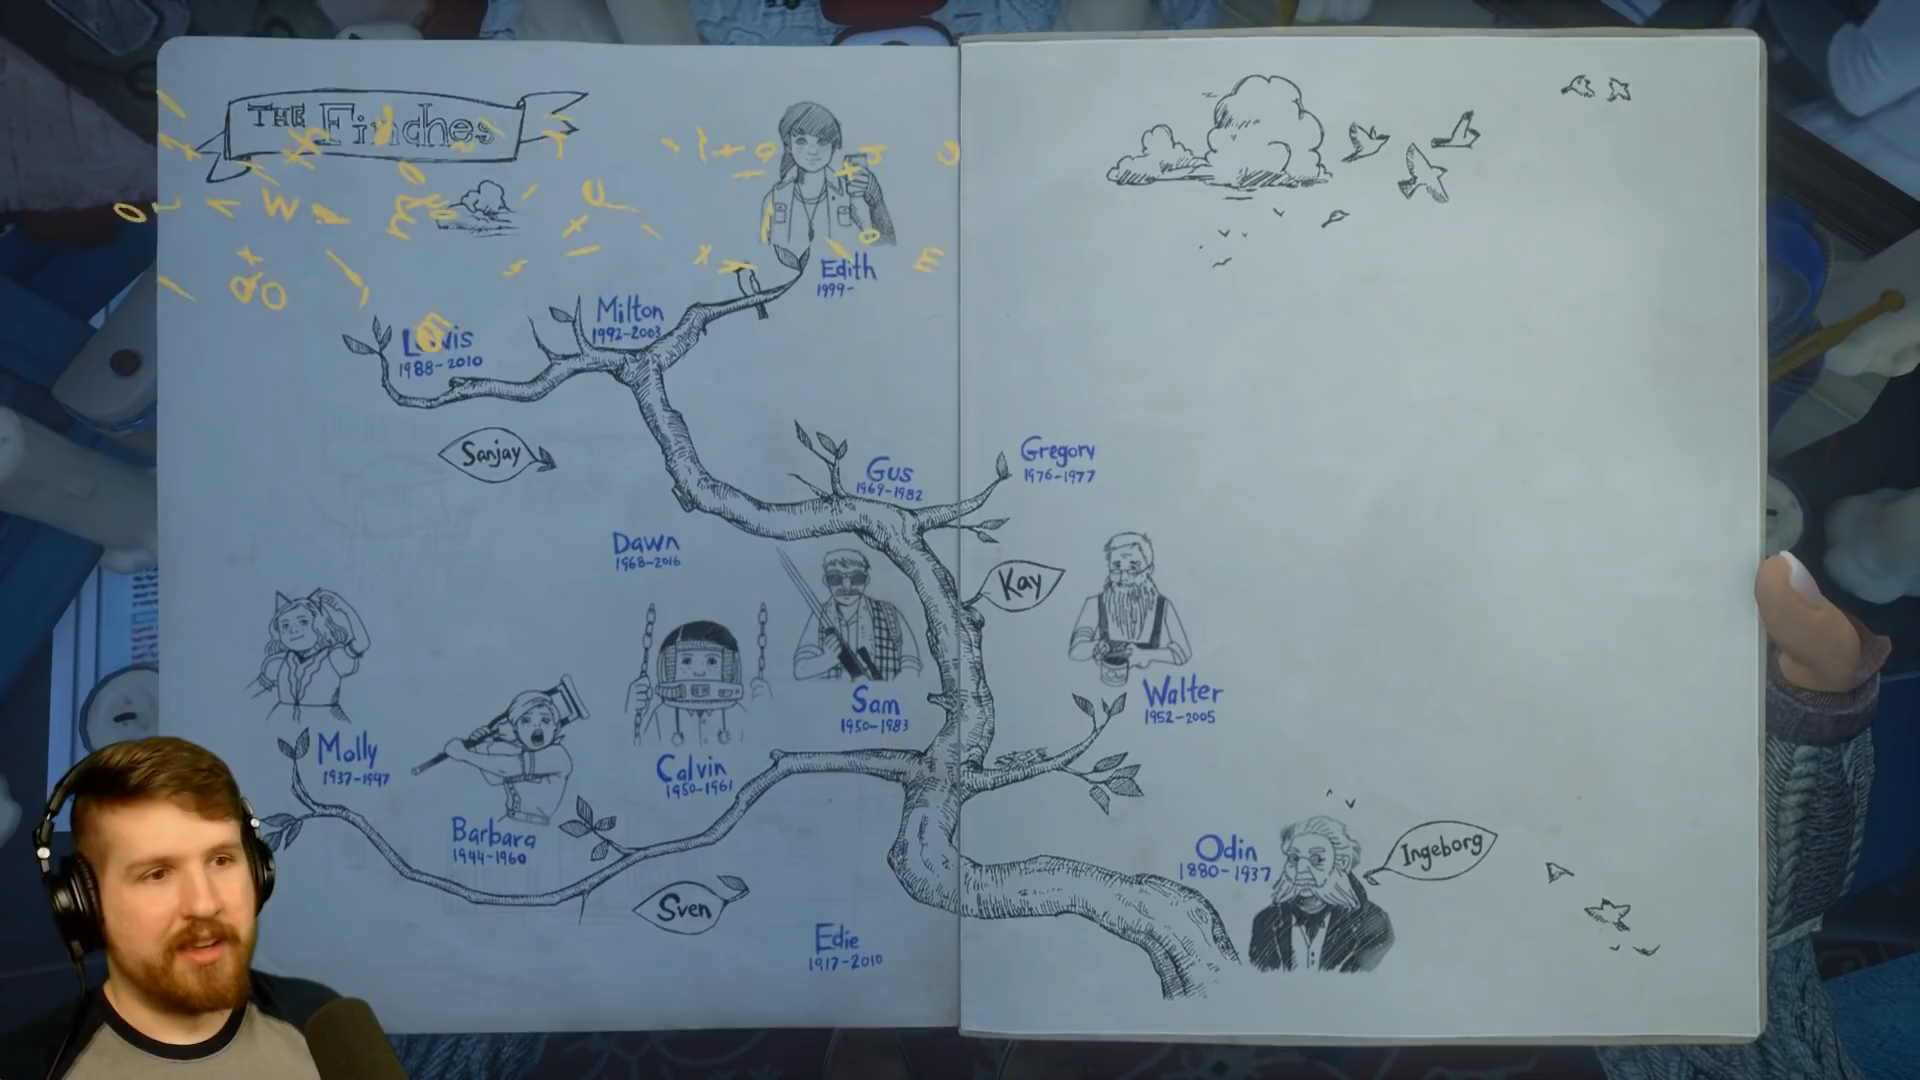 THE Finches
Edith
1999-
Milton
1992-2003
Lewis
1988-2010
Sanjay
Gus
1969-1982
Gregory
1976-1977
Dawn
1968-2016
Kay
Sam
1950-1983
Walter
1952-2005
Molly
1937-1947
Calvin
1950-1961
Barbara
1944-1960
Odin
1880-1937
Ingeborg
Sven
Edie
1917-2010